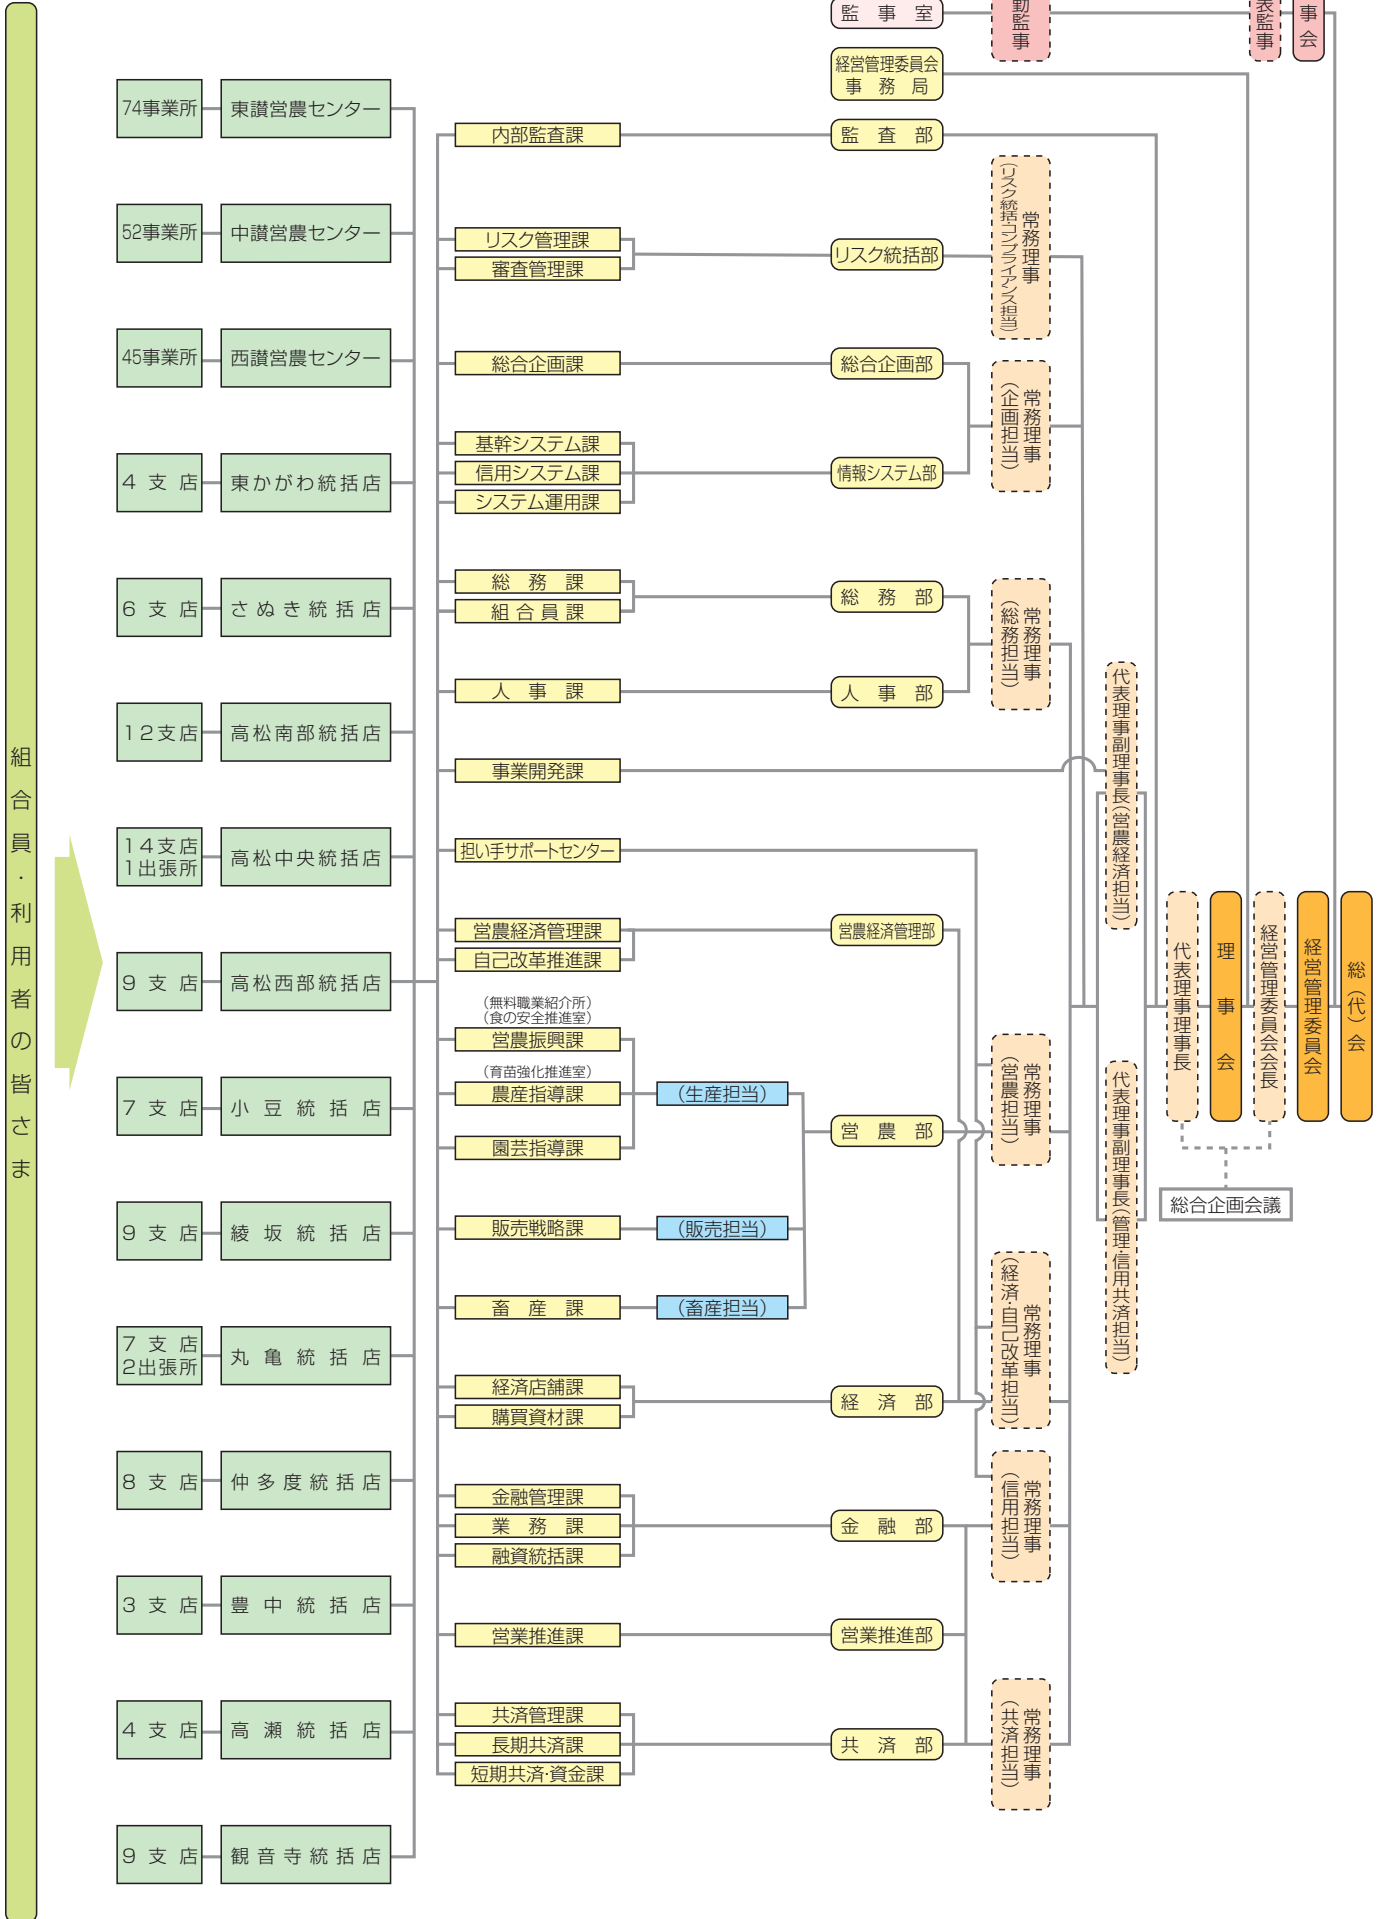 組合員・利用者の皆さま
74事業所
東讃営農センター
52事業所
中讃営農センター
45事業所
西讃営農センター
4支店
東かがわ統括店
6支店
さぬき統括店
12支店
高松南部統括店
14支店
1出張所
高松中央統括店
9支店
高松西部統括店
7支店
小豆統括店
9支店
綾坂統括店
7支店
2出張所
丸亀統括店
8支店
仲多度統括店
3支店
豊中統括店
4支店
高瀬統括店
9支店
観音寺統括店
内部監査課
リスク管理課
審査管理課
総合企画課
基幹システム課
信用システム課
システム運用課
総務課
組合員課
人事課
事業開発課
担い手サポートセンター
営農経済管理課
自己改革推進課
（無料職業紹介所）
（食の安全推進室）
営農振興課
（育苗強化推進室）
農産指導課
園芸指導課
販売戦略課
畜産課
経済店舗課
購買資材課
金融管理課
業務課
融資統括課
営業推進課
共済管理課
長期共済課
短期共済・資金課
（生産担当）
（販売担当）
（畜産担当）
監事室
経営管理委員会
事務局
監査部
リスク統括部
総合企画部
情報システム部
総務部
人事部
営農経済管理部
営農部
経済部
金融部
営業推進部
共済部
勤監事
常務理事
（リスク統括・コンプライアンス担当）
常務理事
（企画担当）
常務理事
（総務担当）
常務理事
（営農担当）
常務理事
（経済・自己改革担当）
常務理事
（信用担当）
常務理事
（共済担当）
代表理事副理事長（営農経済担当）
代表理事副理事長（管理・信用共済担当）
代表理事理事長
理事会
経営管理委員会会長
経営管理委員会
総（代）会
総合企画会議
表監事
事会